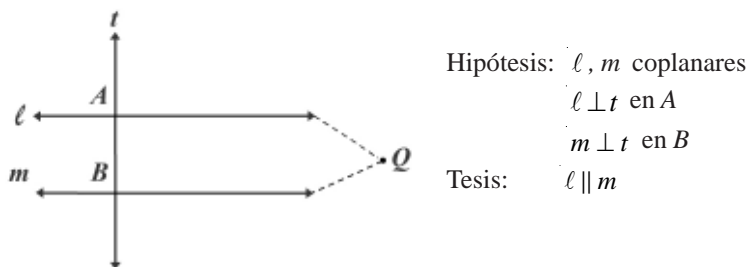 t
A
ℓ
Q
m
B
Hipótesis: ℓ , m coplanares
ℓ ⊥ t en A
m ⊥ t en B
Tesis: ℓ ∥ m